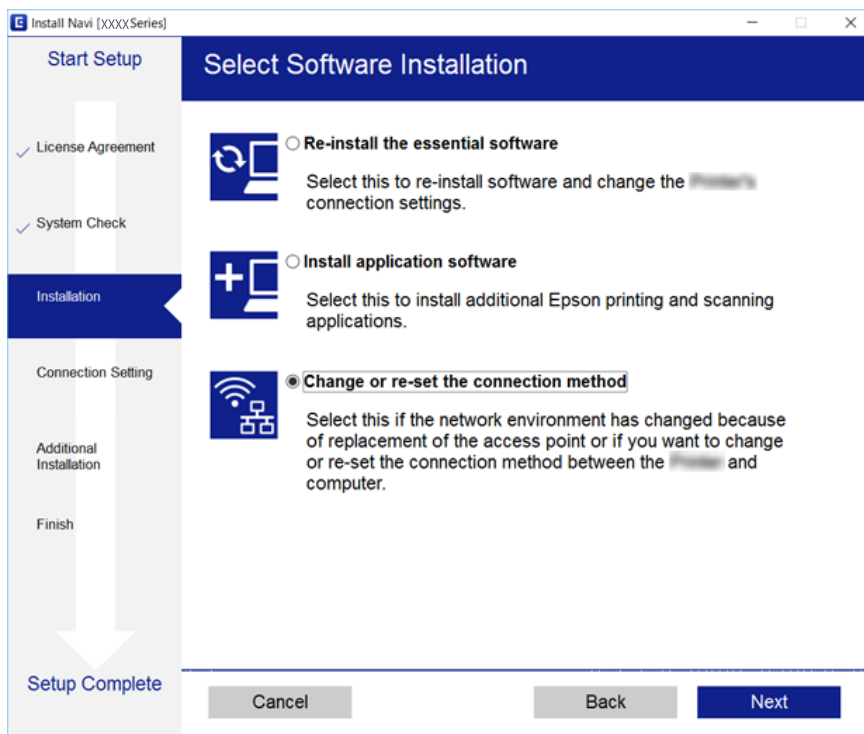 E Install Navi [XXXX Series]
Start Setup
License Agreement
System Check
Installation
Connection Setting
Additional
Installation
Finish
Setup Complete
Select Software Installation
Re-install the essential software
Select this to re-install software and change the
connection settings.
Install application software
Select this to install additional Epson printing and scanning
applications.
Change or re-set the connection method
Select this if the network environment has changed because
of replacement of the access point or if you want to change
or re-set the connection method between the and
computer.
Cancel
Back
Next